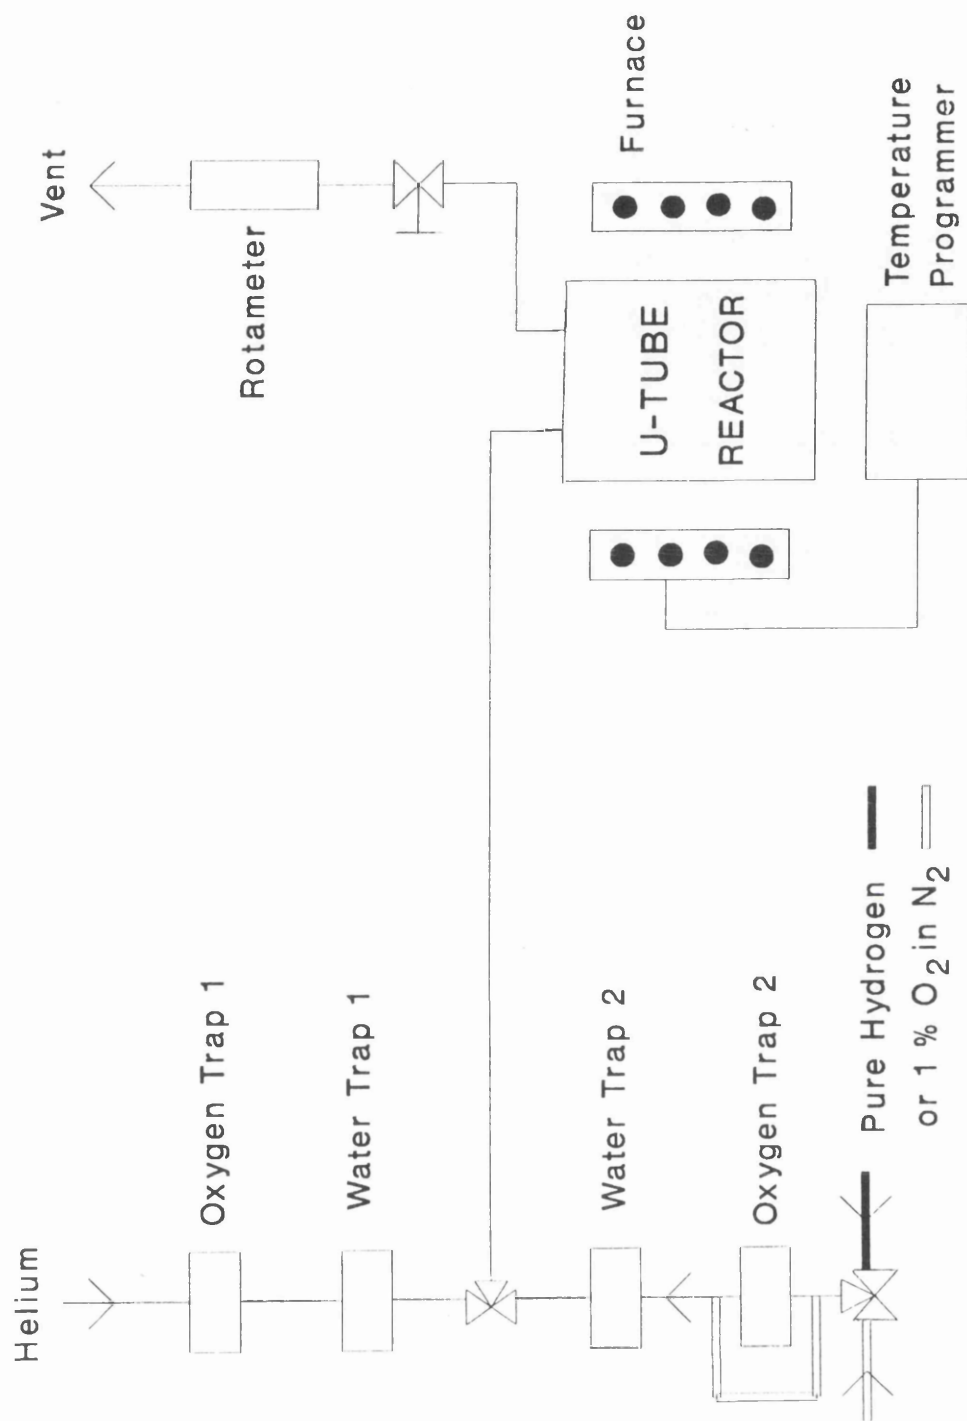 Helium
Oxygen Trap 1
Water Trap 1
Water Trap 2
Oxygen Trap 2
Pure Hydrogen
or 1 % O₂ in N₂
Vent
Rotameter
U-TUBE
REACTOR
Furnace
Temperature
Programmer